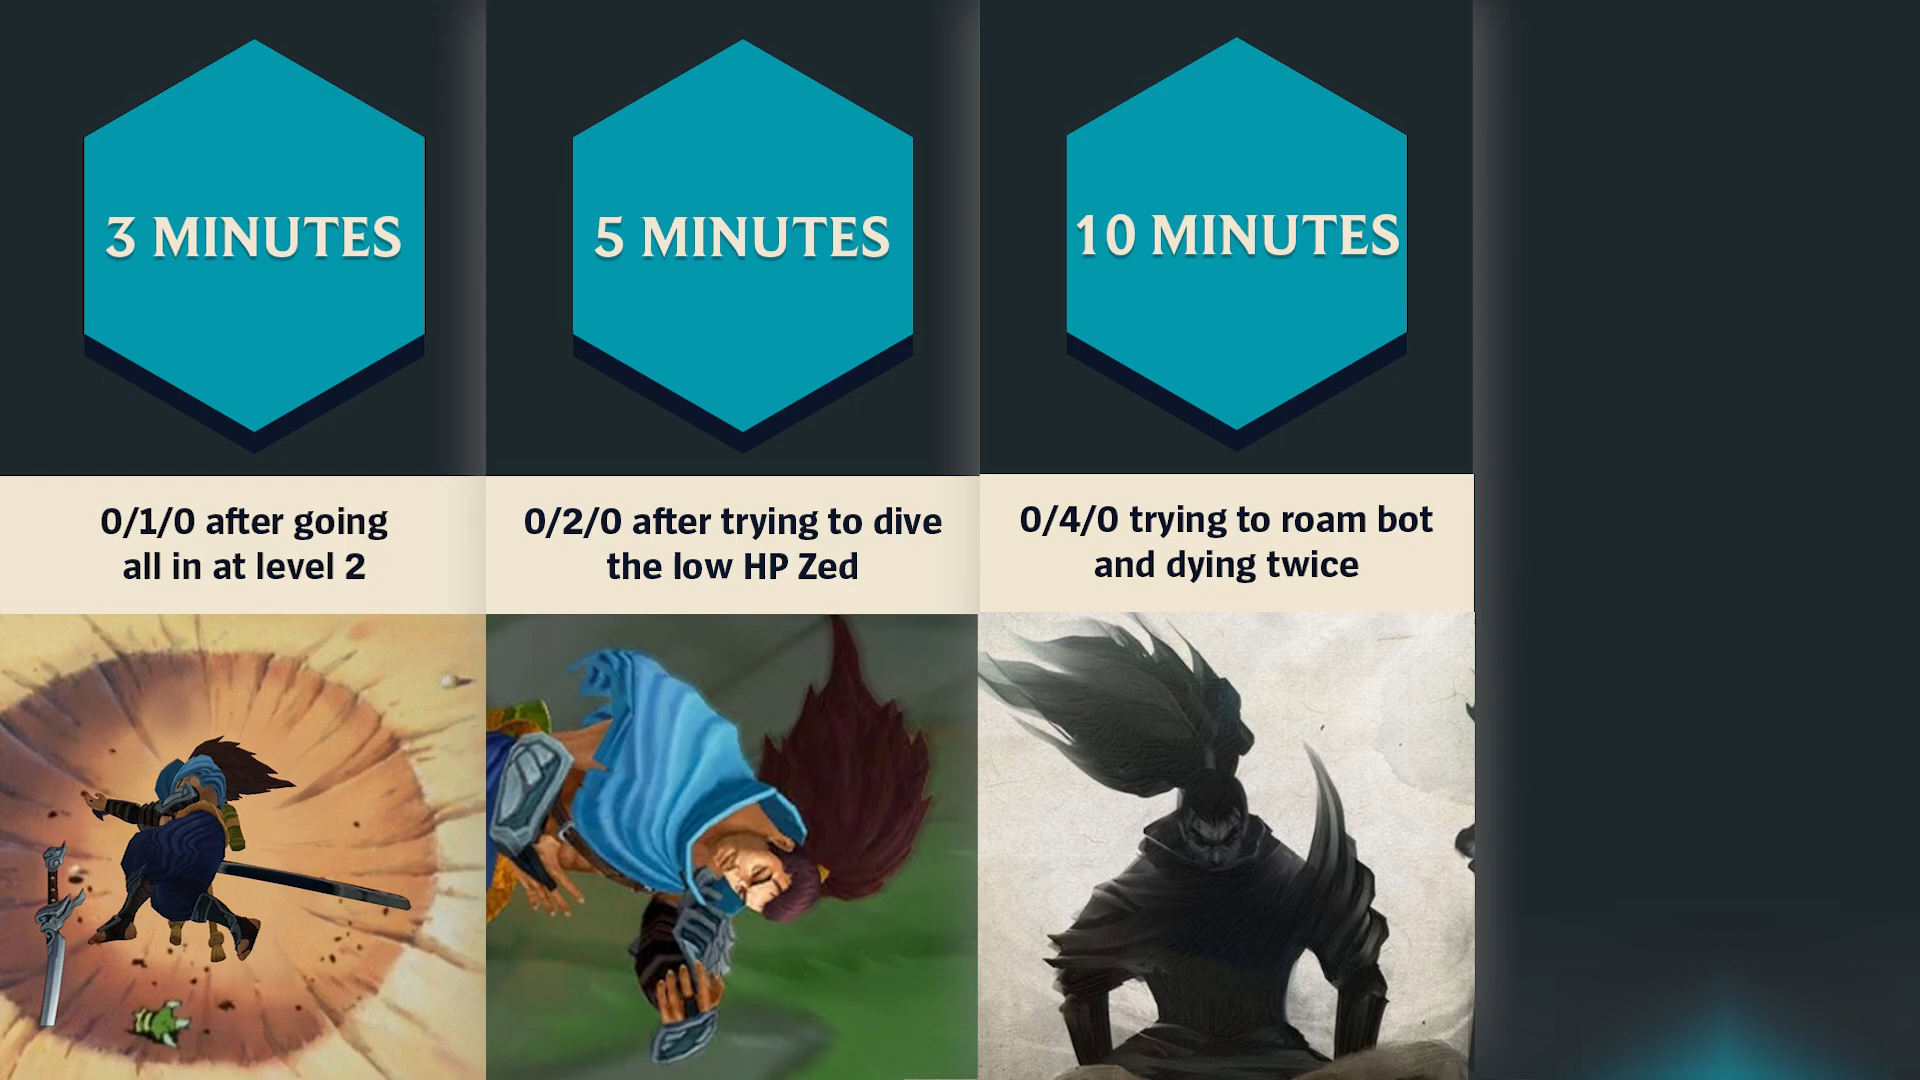 3 MINUTES
0/1/0 after going
all in at level 2
5 MINUTES
0/2/0 after trying to dive
the low HP Zed
10 MINUTES
0/4/0 trying to roam bot
and dying twice